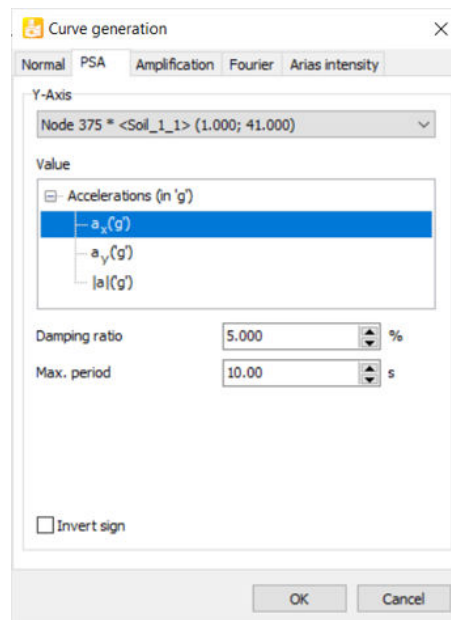 Curve generation
Normal PSA Amplification Fourier Arias intensity
Y-Axis
Node 375 * <Soil_1_1> (1.000; 41.000)
Value
Accelerations (in 'g')
aₓ('g')
a_y('g')
|a|('g')
Damping ratio 5.000 %
Max. period 10.00 s
Invert sign
OK Cancel